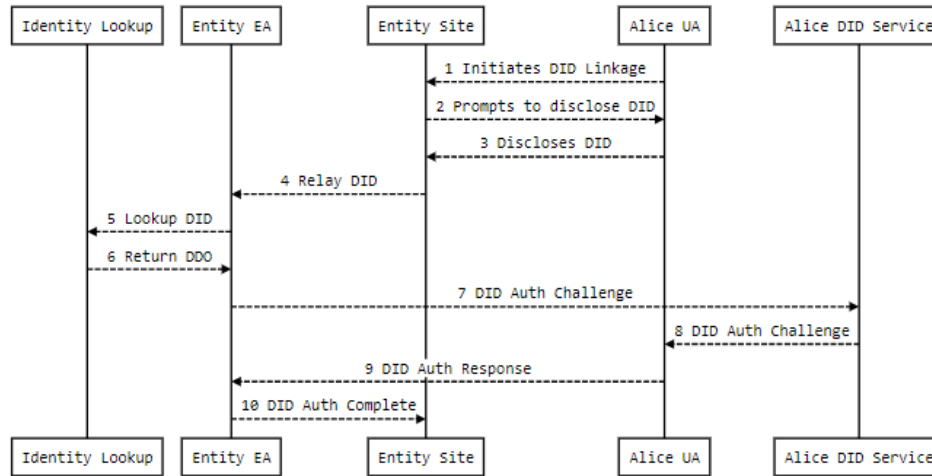 Identity Lookup
Entity EA
Entity Site
Alice UA
Alice DID Service
1 Initiates DID Linkage
2 Prompts to disclose DID
3 Discloses DID
4 Relay DID
5 Lookup DID
6 Return DDO
7 DID Auth Challenge
8 DID Auth Challenge
9 DID Auth Response
10 DID Auth Complete
Identity Lookup
Entity EA
Entity Site
Alice UA
Alice DID Service